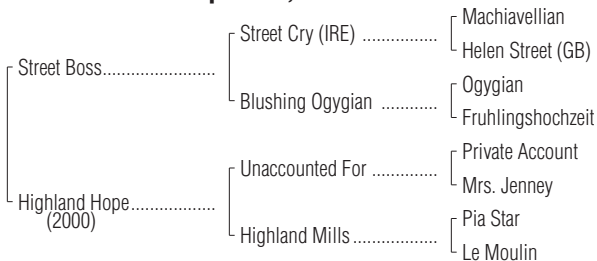 Machiavellian
Street Cry (IRE) ................
Helen Street (GB)
Street Boss.......................
Ogygian
Blushing Ogygian ............
Fruhlingshochzeit
Private Account
Unaccounted For ..............
Mrs. Jenney
Highland Hope.................
(2000)
Pia Star
Highland Mills..................
Le Moulin